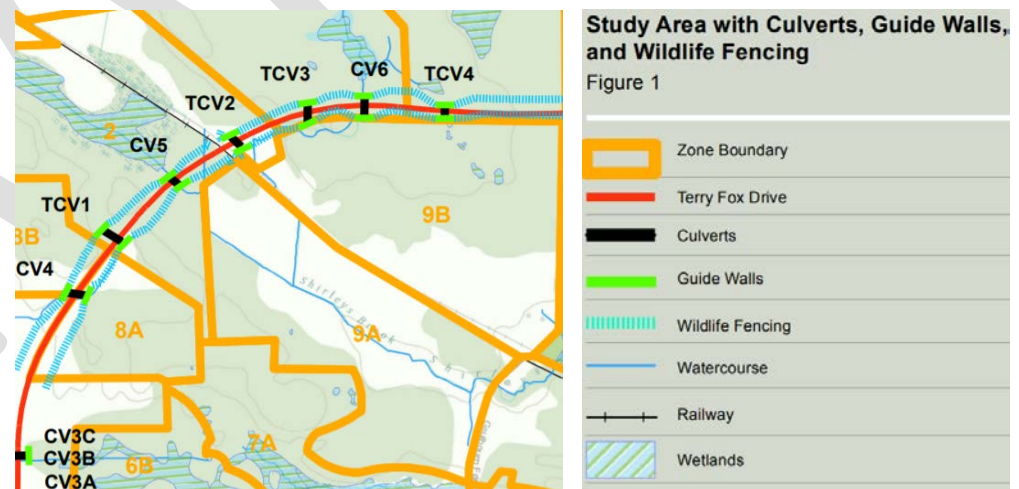 TCV3
CV6
TCV4
TCV2
2
CV5
TCV1
9B
CV4
8A
9A
Shirleys Brook
CV3C
CV3B
CV3A
6B
7A
Study Area with Culverts, Guide Walls,
and Wildlife Fencing
Figure 1
Zone Boundary
Terry Fox Drive
Culverts
Guide Walls
Wildlife Fencing
Watercourse
Railway
Wetlands